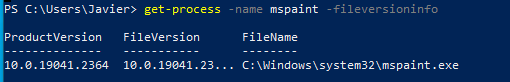 PS C:\Users\Javier> get-process -name mspaint -fileversioninfo
ProductVersion FileVersion FileName
-------------- ----------- --------
10.0.19041.2364 10.0.19041.23... C:\Windows\system32\mspaint.exe